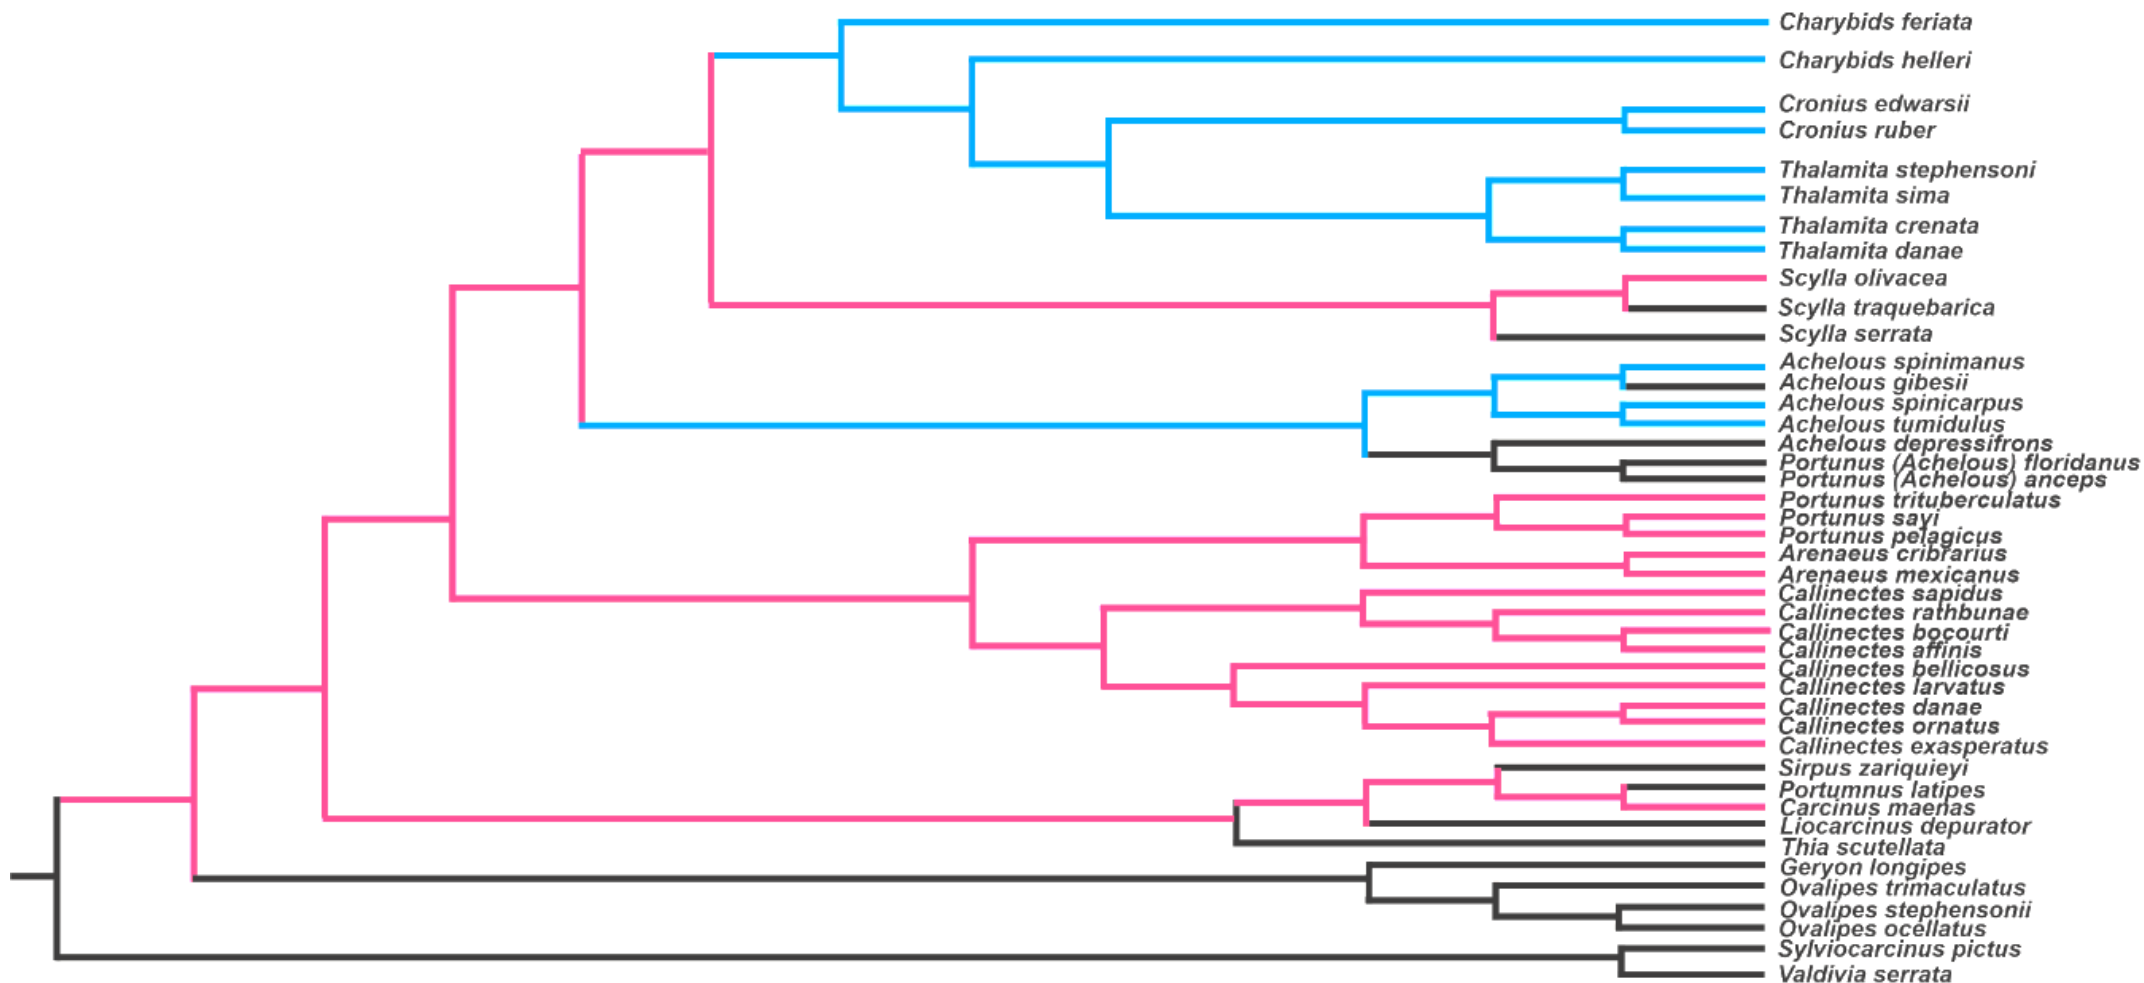 Charybids feriata
Charybids helleri
Cronius edwarsii
Cronius ruber
Thalamita stephensoni
Thalamita sima
Thalamita crenata
Thalamita danae
Scylla olivacea
Scylla traquebarica
Scylla serrata
Achelous spinimanus
Achelous gibesii
Achelous spinicarpus
Achelous tumidulus
Achelous depressifrons
Portunus (Achelous) floridanus
Portunus (Achelous) anceps
Portunus trituberculatus
Portunus sayi
Portunus pelagicus
Arenaeus cribrarius
Arenaeus mexicanus
Callinectes sapidus
Callinectes rathbunae
Callinectes bocourti
Callinectes affinis
Callinectes bellicosus
Callinectes larvatus
Callinectes danae
Callinectes ornatus
Callinectes exasperatus
Sirpus zariquieyi
Portumnus latipes
Carcinus maenas
Liocarcinus depurator
Thia scutellata
Geryon longipes
Ovalipes trimaculatus
Ovalipes stephensonii
Ovalipes ocellatus
Sylviocarcinus pictus
Valdivia serrata